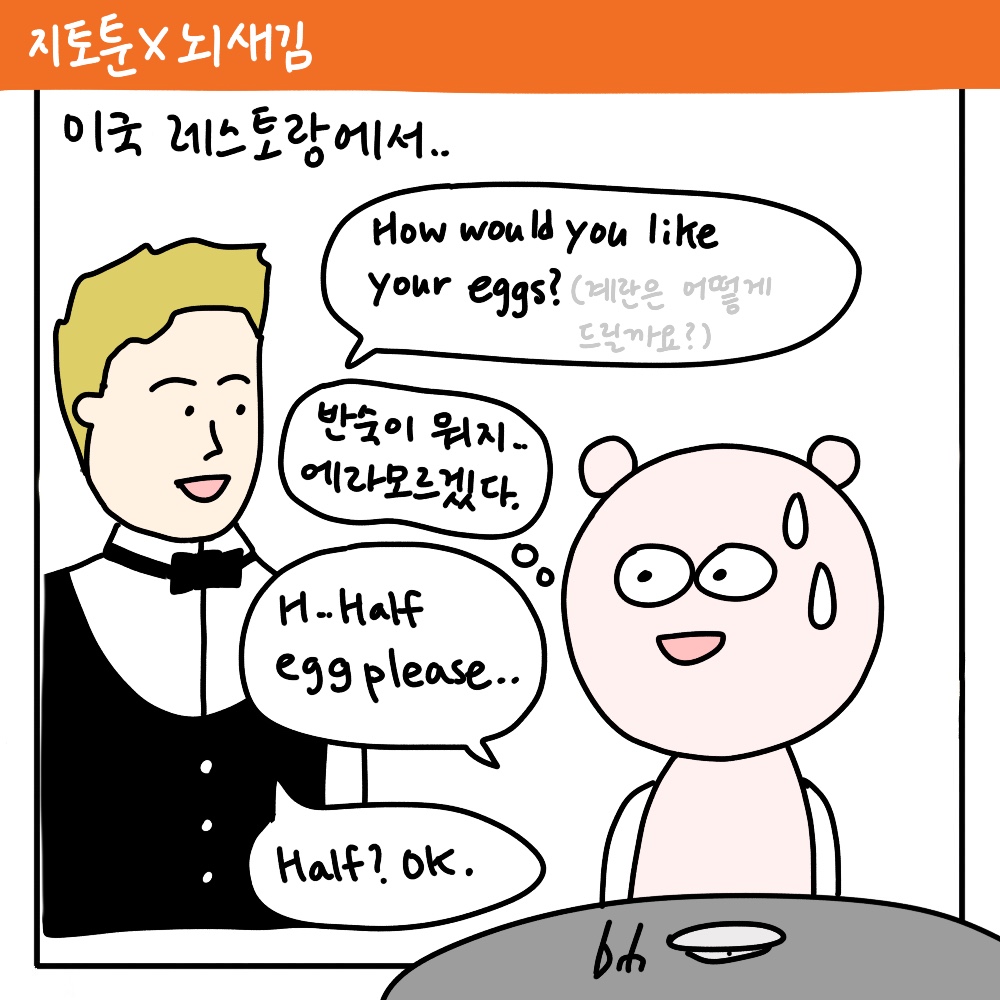 지토툰X뇌새김
미국 레스토랑에서..
How would you like
your eggs? (계란은 어떻게
드릴까요?)
반숙이 뭐지..
에라모르겠다.
H..Half
egg please..
Half? OK.